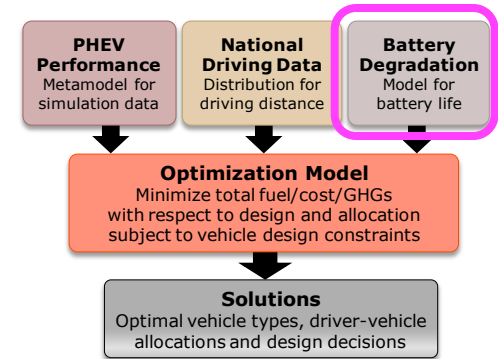 PHEV
Performance
Metamodel for
simulation data
National
Driving Data
Distribution for
driving distance
Battery
Degradation
Model for
battery life
Optimization Model
Minimize total fuel/cost/GHGs
with respect to design and allocation
subject to vehicle design constraints
Solutions
Optimal vehicle types, driver-vehicle
allocations and design decisions